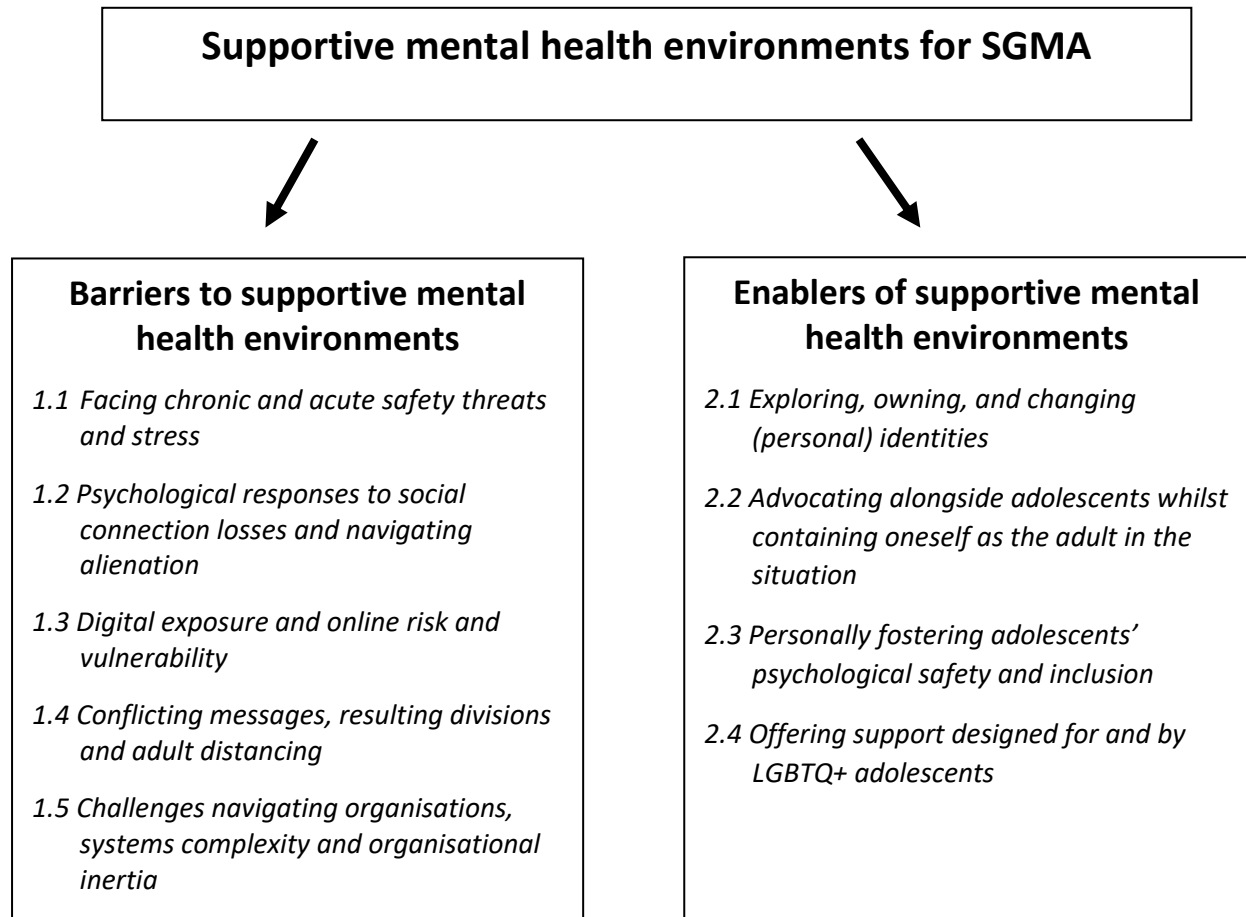 Supportive mental health environments for SGMA
Barriers to supportive mental
health environments
1.1 Facing chronic and acute safety threats
and stress
1.2 Psychological responses to social
connection losses and navigating
alienation
1.3 Digital exposure and online risk and
vulnerability
1.4 Conflicting messages, resulting divisions
and adult distancing
1.5 Challenges navigating organisations,
systems complexity and organisational
inertia
Enablers of supportive mental
health environments
2.1 Exploring, owning, and changing
(personal) identities
2.2 Advocating alongside adolescents whilst
containing oneself as the adult in the
situation
2.3 Personally fostering adolescents’
psychological safety and inclusion
2.4 Offering support designed for and by
LGBTQ+ adolescents